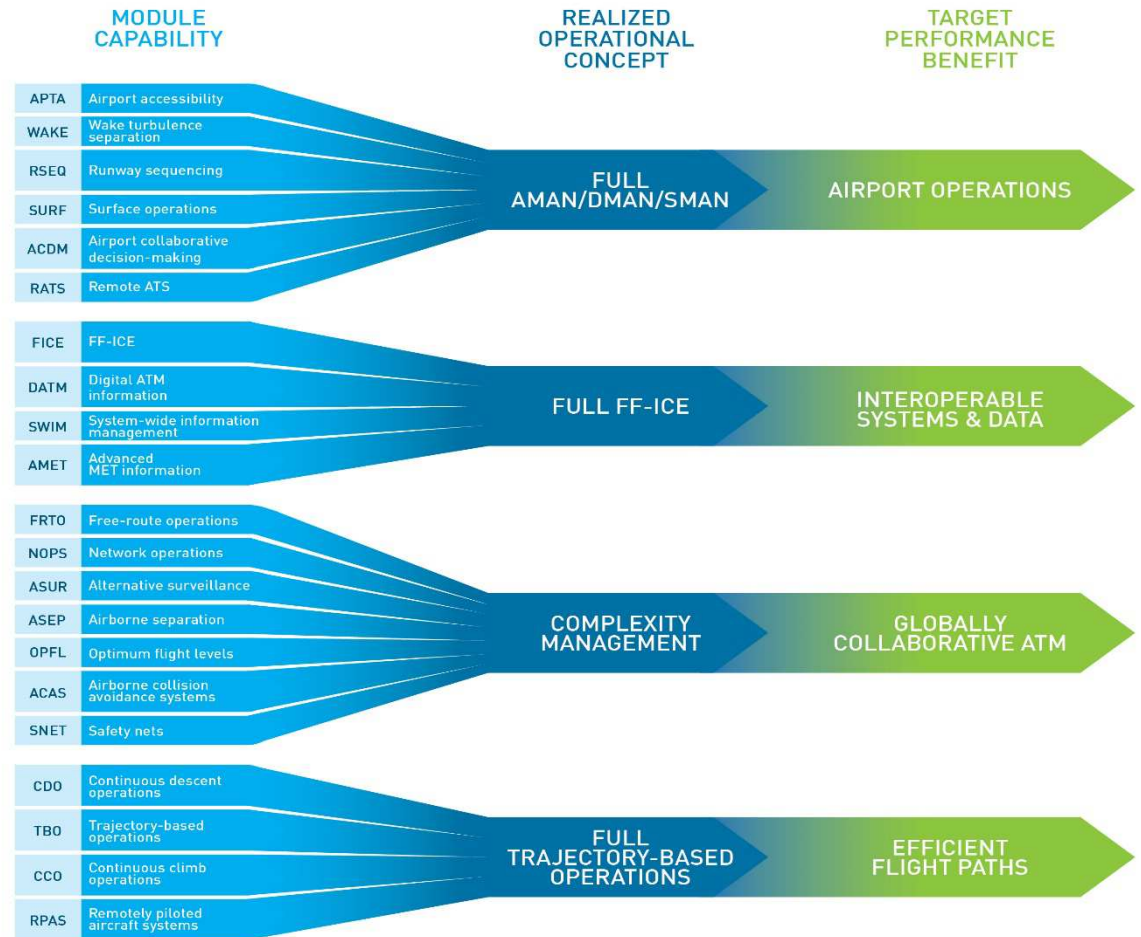 MODULE
CAPABILITY
REALIZED
OPERATIONAL
CONCEPT
TARGET
PERFORMANCE
BENEFIT
APTA
Airport accessibility
WAKE
Wake turbulence
separation
RSEQ
Runway sequencing
SURF
Surface operations
ACDM
Airport collaborative
decision-making
RATS
Remote ATS
FULL
AMAN/DMAN/SMAN
AIRPORT OPERATIONS
FICE
FF-ICE
DATM
Digital ATM
information
SWIM
System-wide information
management
AMET
Advanced
MET information
FULL FF-ICE
INTEROPERABLE
SYSTEMS & DATA
FRTO
Free-route operations
NOPS
Network operations
ASUR
Alternative surveillance
ASEP
Airborne separation
OPFL
Optimum flight levels
ACAS
Airborne collision
avoidance systems
SNET
Safety nets
COMPLEXITY
MANAGEMENT
GLOBALLY
COLLABORATIVE ATM
CDO
Continuous descent
operations
TBO
Trajectory-based
operations
CCO
Continuous climb
operations
RPAS
Remotely piloted
aircraft systems
FULL
TRAJECTORY-BASED
OPERATIONS
EFFICIENT
FLIGHT PATHS